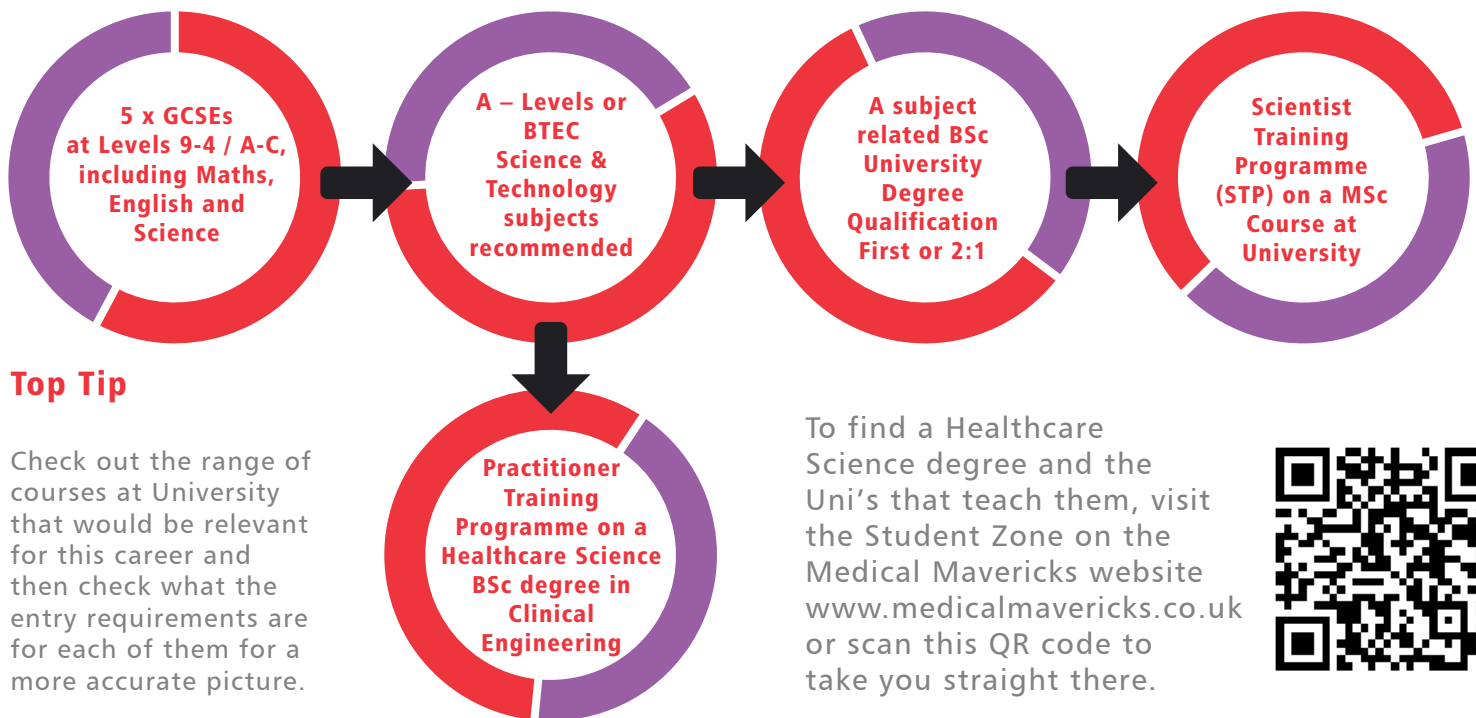 5 x GCSEs
at Levels 9-4 / A-C,
including Maths,
English and
Science
A – Levels or
BTEC
Science &
Technology
subjects
recommended
A subject
related BSc
University
Degree
Qualification
First or 2:1
Scientist
Training
Programme
(STP) on a MSc
Course at
University
Practitioner
Training
Programme on a
Healthcare Science
BSc degree in
Clinical
Engineering
Top Tip
Check out the range of
courses at University
that would be relevant
for this career and
then check what the
entry requirements are
for each of them for a
more accurate picture.
To find a Healthcare
Science degree and the
Uni's that teach them, visit
the Student Zone on the
Medical Mavericks website
www.medicalmavericks.co.uk
or scan this QR code to
take you straight there.